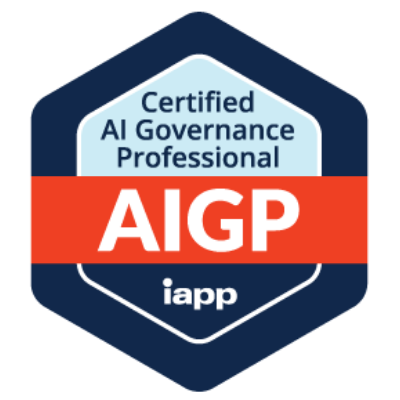 Certified
AI Governance
Professional
AIGP
iapp